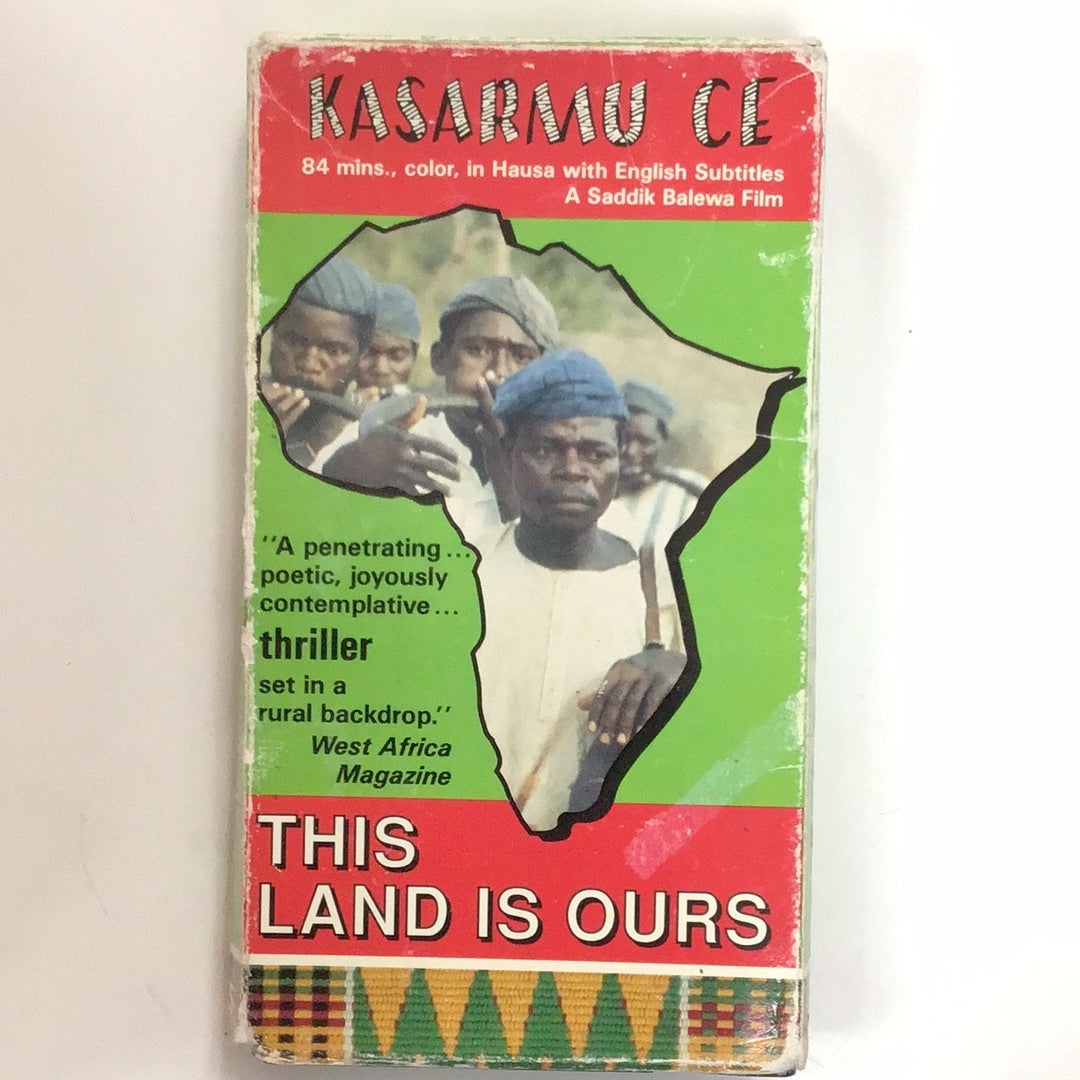 KASARMU CE
84 mins., color, in Hausa with English Subtitles
A Saddik Balewa Film
"A penetrating...
poetic, joyously
contemplative...
thriller
set in a
rural backdrop."
West Africa
Magazine
THIS
LAND IS OURS